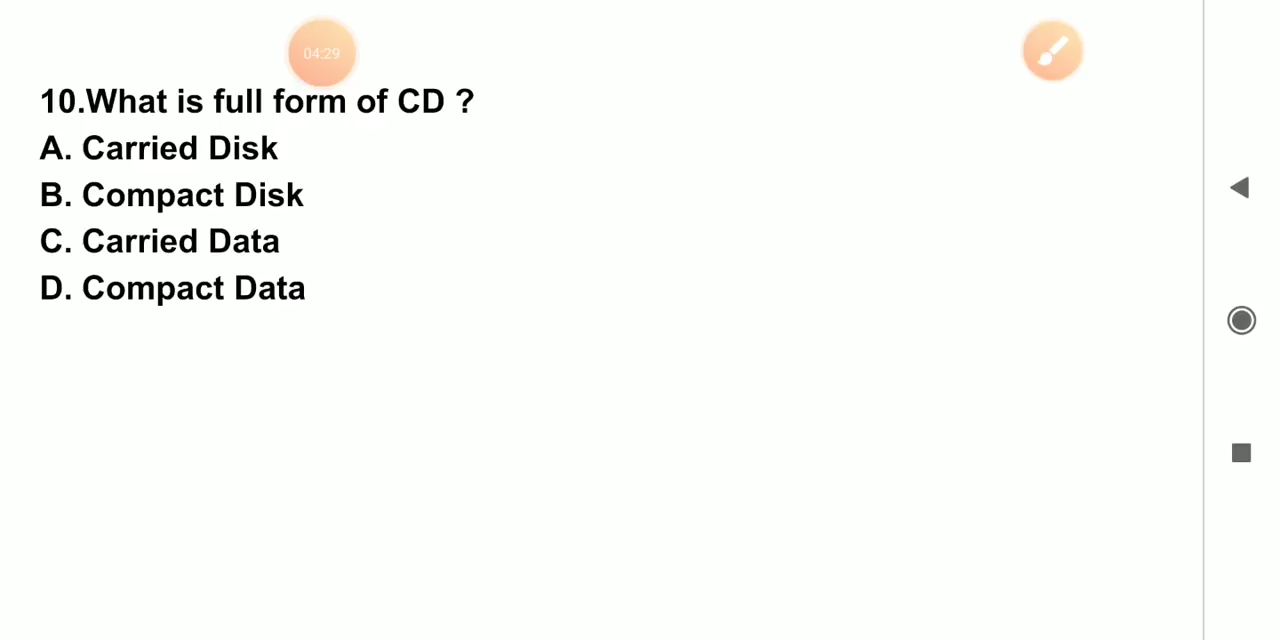 04:29
10.What is full form of CD ?
A. Carried Disk
B. Compact Disk
C. Carried Data
D. Compact Data